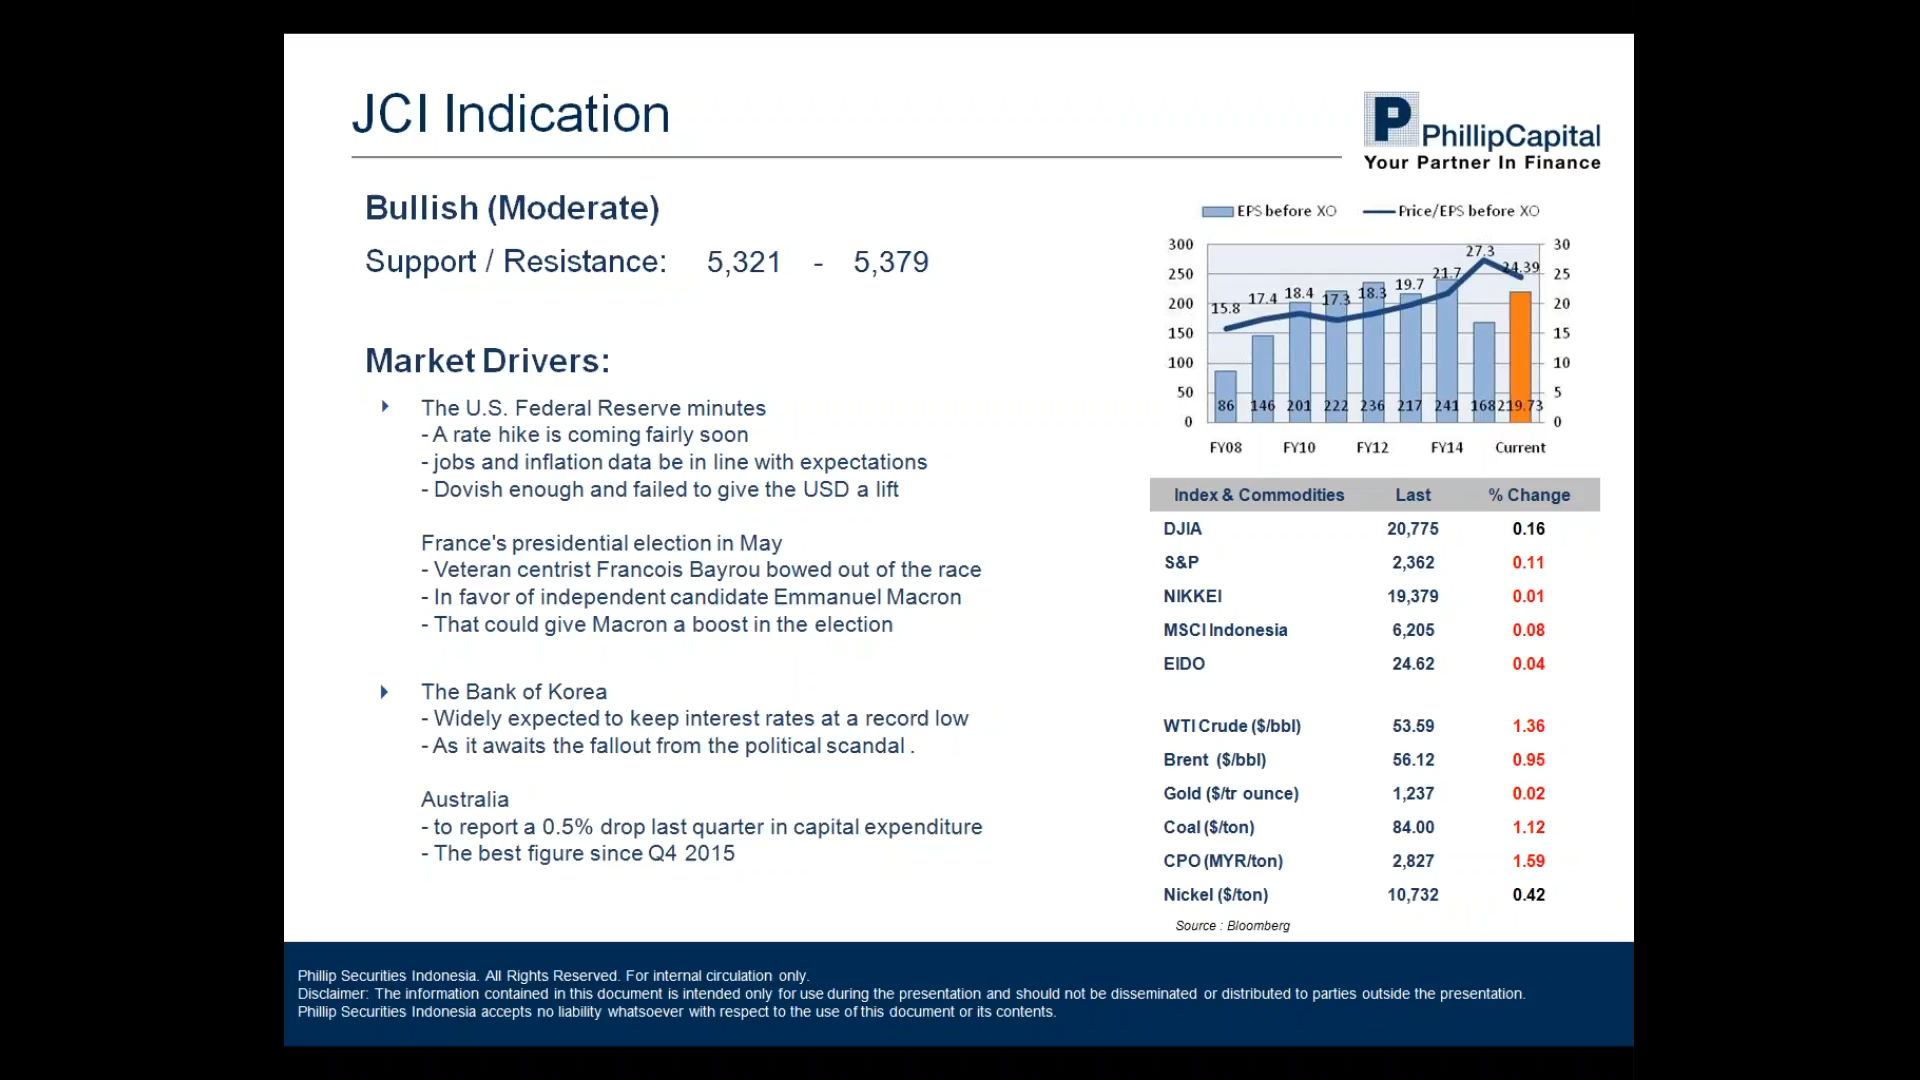 JCI Indication
PhillipCapital
Your Partner In Finance
Bullish (Moderate)
Support / Resistance: 5,321 - 5,379
Market Drivers:
The U.S. Federal Reserve minutes
- A rate hike is coming fairly soon
- jobs and inflation data be in line with expectations
- Dovish enough and failed to give the USD a lift
France's presidential election in May
- Veteran centrist Francois Bayrou bowed out of the race
- In favor of independent candidate Emmanuel Macron
- That could give Macron a boost in the election
The Bank of Korea
- Widely expected to keep interest rates at a record low
- As it awaits the fallout from the political scandal .
Australia
- to report a 0.5% drop last quarter in capital expenditure
- The best figure since Q4 2015
EPS before XO Price/EPS before XO
300 30
250 25
200 20
150 15
100 10
50 5
0 0
15.8 17.4 18.4 17.3 18.3 19.7 21.7 27.3 24.39
86 146 201 222 236 217 241 168 219.73
FY08 FY10 FY12 FY14 Current
Index & Commodities Last % Change
DJIA 20,775 0.16
S&P 2,362 0.11
NIKKEI 19,379 0.01
MSCI Indonesia 6,205 0.08
EIDO 24.62 0.04
WTI Crude ($/bbl) 53.59 1.36
Brent ($/bbl) 56.12 0.95
Gold ($/tr ounce) 1,237 0.02
Coal ($/ton) 84.00 1.12
CPO (MYR/ton) 2,827 1.59
Nickel ($/ton) 10,732 0.42
Source : Bloomberg
Phillip Securities Indonesia. All Rights Reserved. For internal circulation only.
Disclaimer: The information contained in this document is intended only for use during the presentation and should not be disseminated or distributed to parties outside the presentation.
Phillip Securities Indonesia accepts no liability whatsoever with respect to the use of this document or its contents.